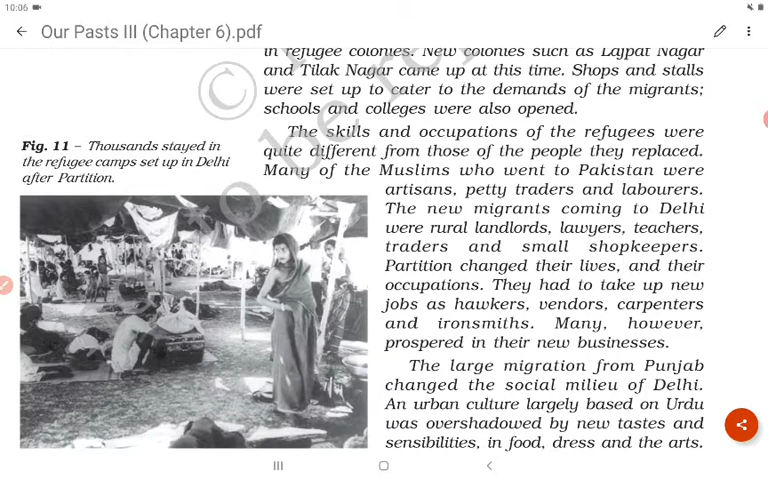 10:06
Our Pasts III (Chapter 6).pdf
in refugee colonies. New colonies such as Lajpat Nagar
and Tilak Nagar came up at this time. Shops and stalls
were set up to cater to the demands of the migrants;
schools and colleges were also opened.
The skills and occupations of the refugees were
quite different from those of the people they replaced.
Many of the Muslims who went to Pakistan were
artisans, petty traders and labourers.
The new migrants coming to Delhi
were rural landlords, lawyers, teachers,
traders and small shopkeepers.
Partition changed their lives, and their
occupations. They had to take up new
jobs as hawkers, vendors, carpenters
and ironsmiths. Many, however,
prospered in their new businesses.
The large migration from Punjab
changed the social milieu of Delhi.
An urban culture largely based on Urdu
was overshadowed by new tastes and
sensibilities, in food, dress and the arts.
Fig. 11 – Thousands stayed in
the refugee camps set up in Delhi
after Partition.
©
to be re